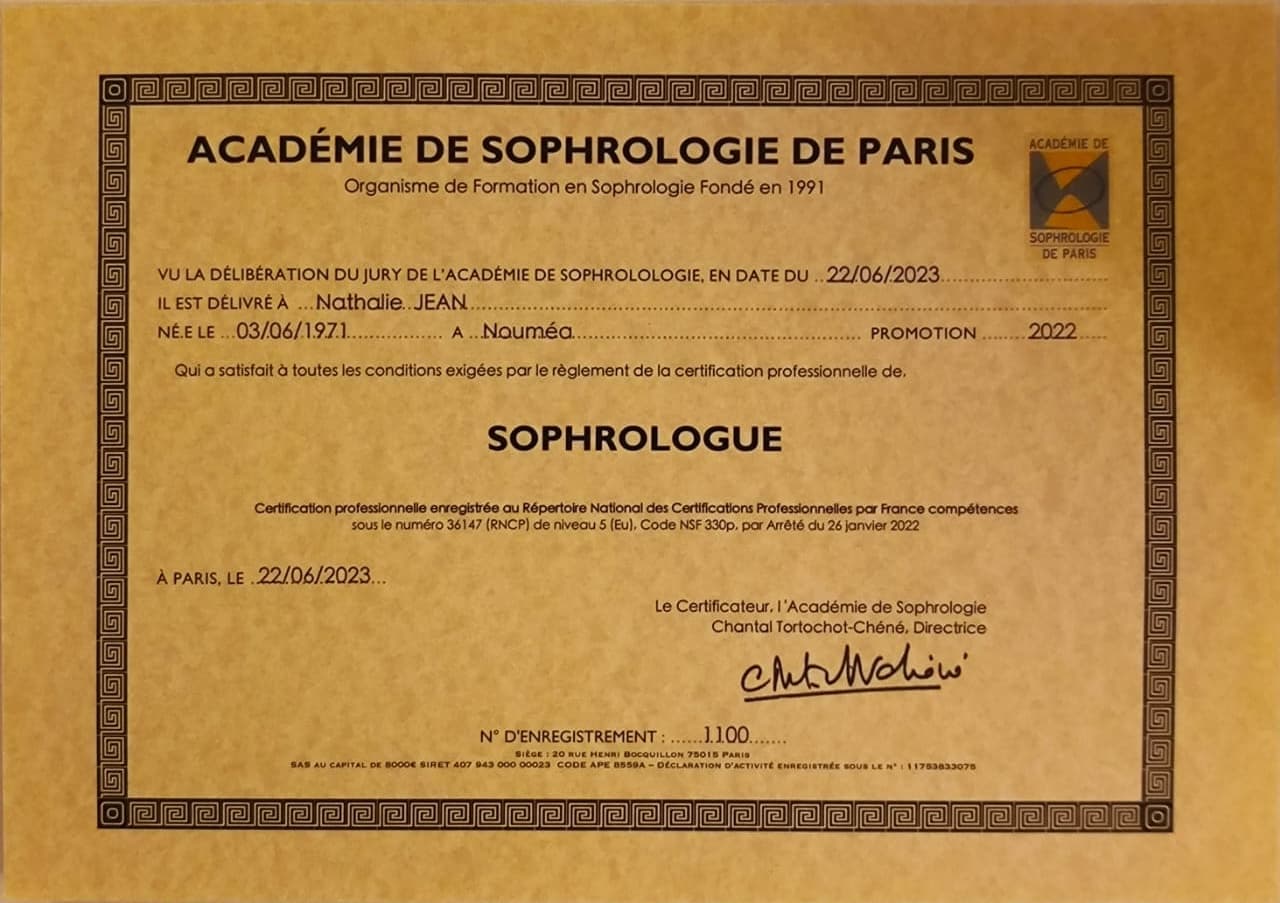 ACADÉMIE DE SOPHROLOGIE DE PARIS
Organisme de Formation en Sophrologie Fondé en 1991
ACADÉMIE DE
SOPHROLOGIE
DE PARIS
VU LA DÉLIBÉRATION DU JURY DE L'ACADÉMIE DE SOPHROLOLOGIE, EN DATE DU ..22/06/2023
IL EST DÉLIVRÉ À ...Nathalie JEAN
NÉ.E LE ...03/06/1971 A ...Nouméa PROMOTION 2022
Qui a satisfait à toutes les conditions exigées par le règlement de la certification professionnelle de.
SOPHROLOGUE
Certification professionnelle enregistrée au Répertoire National des Certifications Professionnelles par France compétences
sous le numéro 36147 (RNCP) de niveau 5 (Eu), Code NSF 330p, par Arrêté du 26 janvier 2022
À PARIS, LE ..22/06/2023...
Le Certificateur, l'Académie de Sophrologie
Chantal Tortochot-Chéné, Directrice
N° D'ENREGISTREMENT : ......1100.......
SIÈGE : 20 RUE HENRI BOCQUILLON 75015 PARIS
SAS AU CAPITAL DE 8000€ SIRET 407 943 000 00023 CODE APE 8559A – DÉCLARATION D'ACTIVITÉ ENREGISTRÉE SOUS LE N° : 11753833075